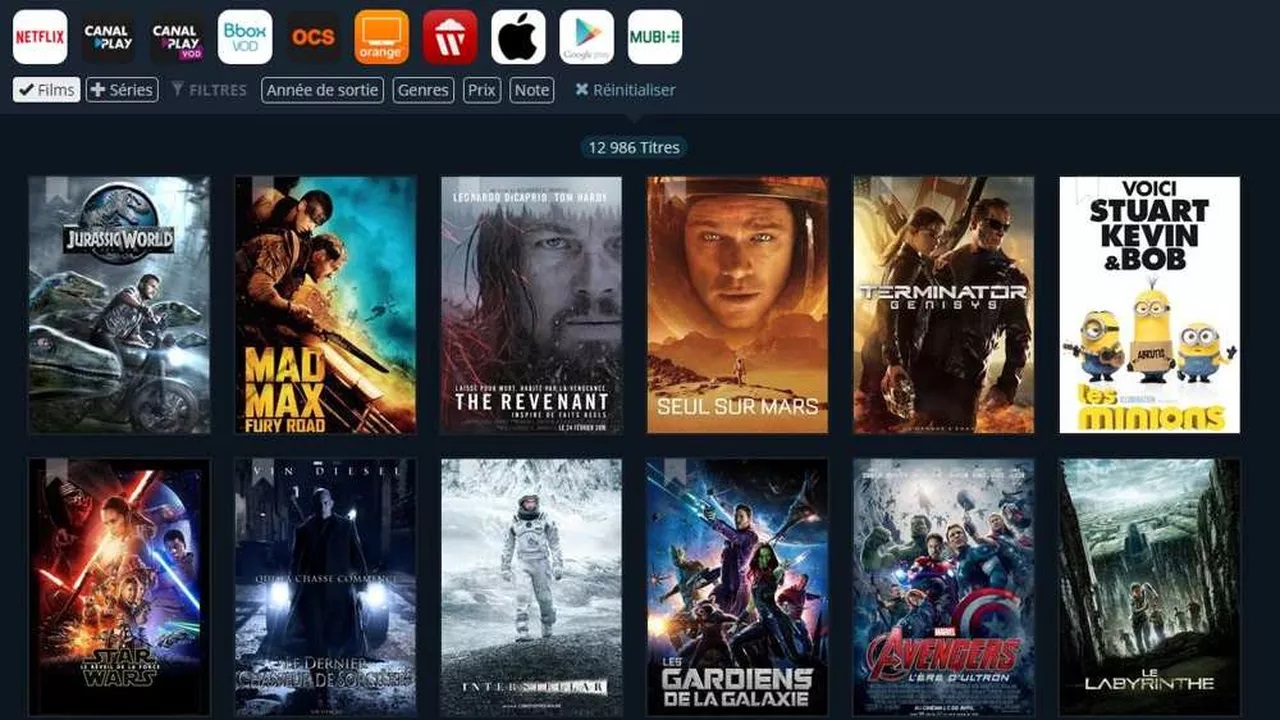 NETFLIX
CANAL
PLAY
CANAL
PLAY
VOD
Bbox
VOD
OCS
orange
Google play
MUBI
Films
Séries
FILTRES
Année de sortie
Genres
Prix
Note
Réinitialiser
12 986 Titres
JURASSIC WORLD
MAD
MAX
FURY ROAD
LEONARDO DiCAPRIO TOM HARDY
LAISSÉ POUR MORT. HABITÉ PAR LA VENGEANCE.
THE REVENANT
INSPIRÉ DE FAITS RÉELS
LE 24 FÉVRIER 2016
SEUL SUR MARS
TERMINATOR
GENISYS
VOICI
STUART
KEVIN
&BOB
ABRUTIS
les
ILLUMINATION
minions
STAR
LE RÉVEIL DE LA FORCE
WARS
VIN DIESEL
QUE LA CHASSE COMMENCE
LE DERNIER
CHASSEUR DE SORCIÈRES
INTERSTELLAR
LES
GARDIENS
DE LA GALAXIE
MARVEL
AVENGERS
L'ÈRE D'ULTRON
LE
LABYRINTHE